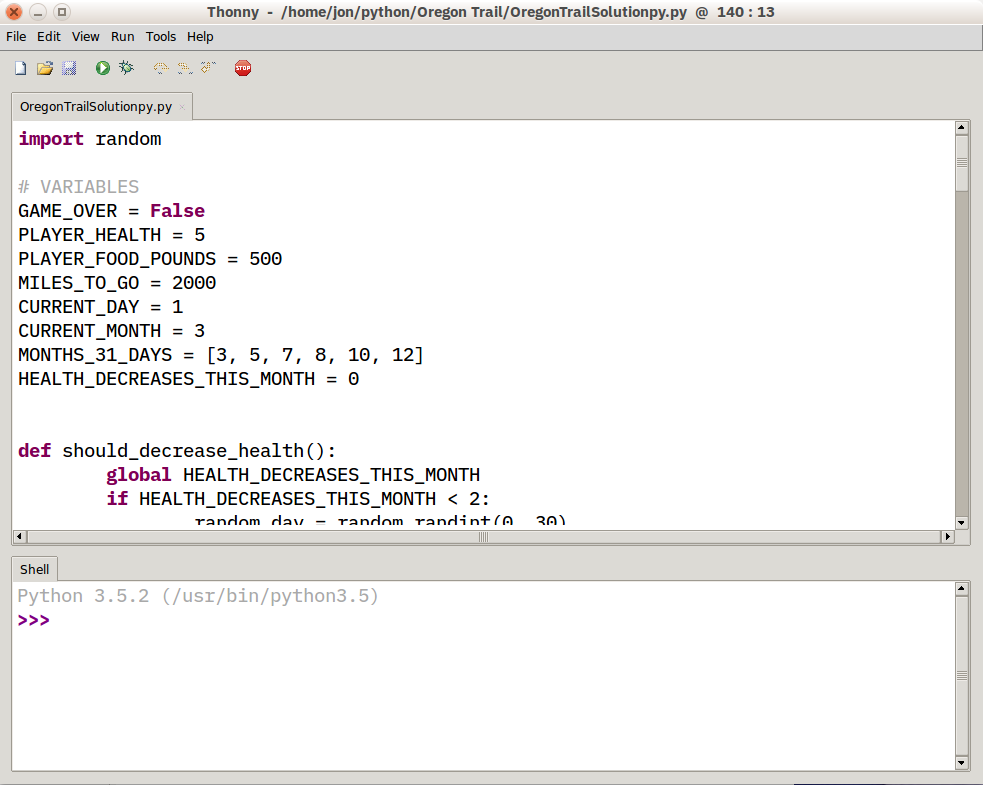 Thonny - /home/jon/python/Oregon Trail/OregonTrailSolutionpy.py @ 140 : 13
File Edit View Run Tools Help
STOP
OregonTrailSolutionpy.py ×
import random
# VARIABLES
GAME_OVER = False
PLAYER_HEALTH = 5
PLAYER_FOOD_POUNDS = 500
MILES_TO_GO = 2000
CURRENT_DAY = 1
CURRENT_MONTH = 3
MONTHS_31_DAYS = [3, 5, 7, 8, 10, 12]
HEALTH_DECREASES_THIS_MONTH = 0
def should_decrease_health():
global HEALTH_DECREASES_THIS_MONTH
if HEALTH_DECREASES_THIS_MONTH < 2:
random_day = random.randint(0, 30)
Shell
Python 3.5.2 (/usr/bin/python3.5)
>>>